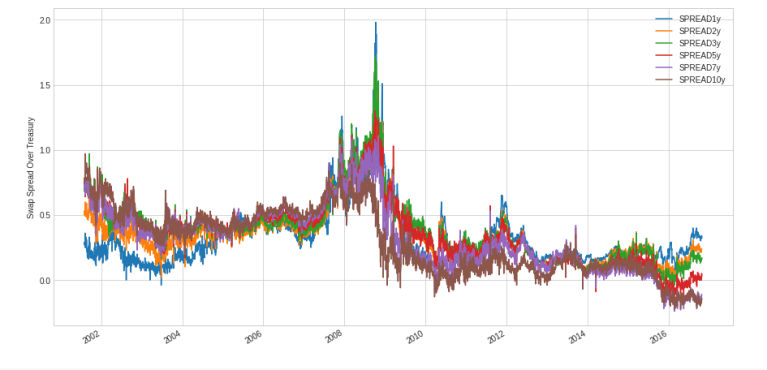 2.0
SPREAD1y
SPREAD2y
SPREAD3y
SPREAD5y
SPREAD7y
SPREAD10y
1.5
1.0
0.5
0.0
Swap Spread Over Treasury
2002
2004
2006
2008
2010
2012
2014
2016